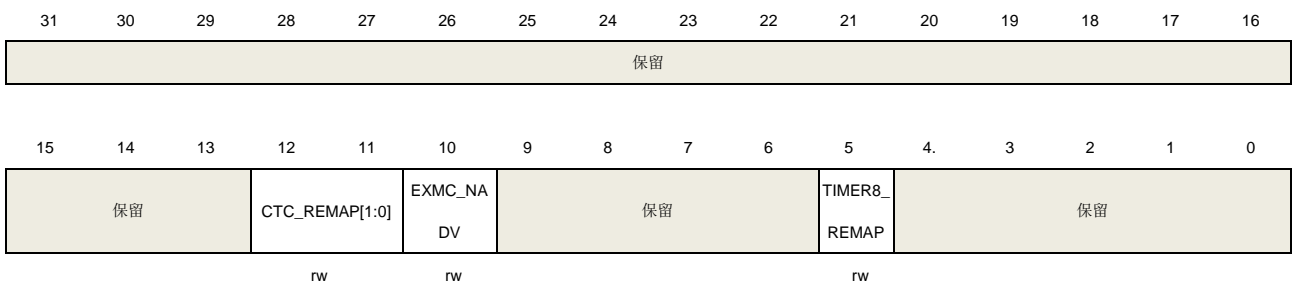 31 30 29 28 27 26 25 24 23 22 21 20 19 18 17 16
保留
15 14 13 12 11 10 9 8 7 6 5 4. 3 2 1 0
保留 CTC_REMAP[1:0] EXMC_NA 保留 TIMER8_ 保留
DV REMAP
rw rw rw